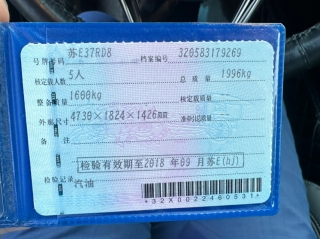 号牌号码 苏E37RD8 档案编号 320583179269
核定载人数 5人 总质量 1996kg
整备质量 1600kg 核定载质量
外廓尺寸 4730×1824×1426mm 准牵引总质量
备注
检验有效期至2018年09月苏E(hj)
检验记录 汽油
*32X0022460531*